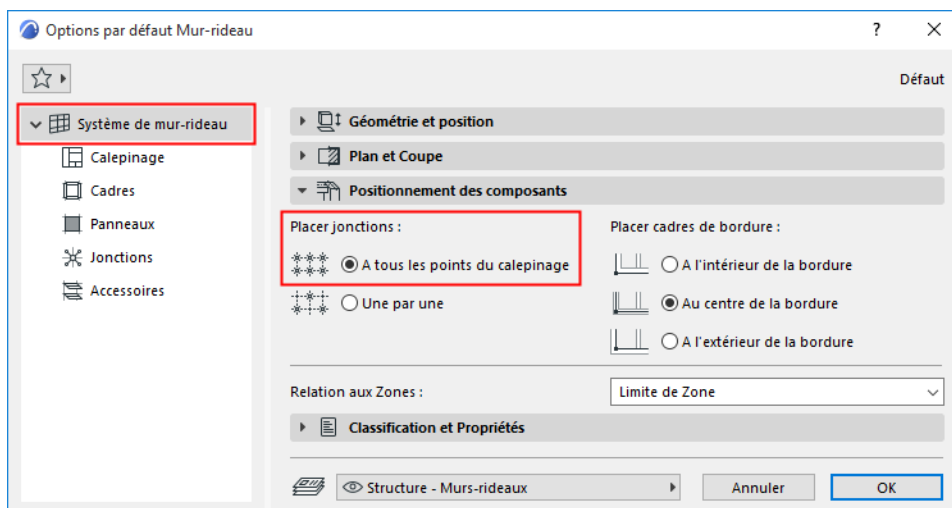 Options par défaut Mur-rideau
?
Défaut
Système de mur-rideau
Calepinage
Cadres
Panneaux
Jonctions
Accessoires
Géométrie et position
Plan et Coupe
Positionnement des composants
Placer jonctions :
A tous les points du calepinage
Une par une
Placer cadres de bordure :
A l'intérieur de la bordure
Au centre de la bordure
A l'extérieur de la bordure
Relation aux Zones :
Limite de Zone
Classification et Propriétés
Structure - Murs-rideaux
Annuler
OK